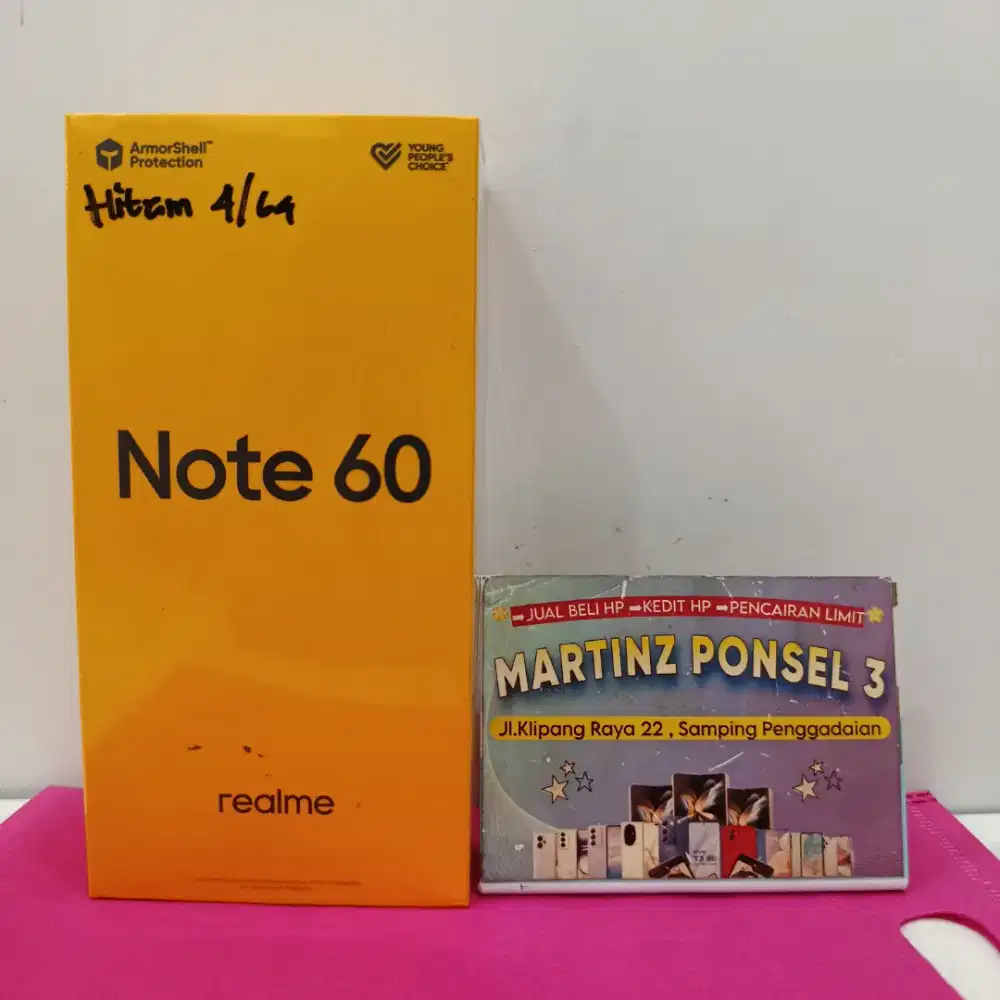 ArmorShell™
Protection
YOUNG
PEOPLE'S
CHOICE
Hitam 4/64
Note 60
realme
➡JUAL BELI HP ➡KEDIT HP ➡PENCAIRAN LIMIT
MARTINZ PONSEL 3
Jl.Klipang Raya 22 , Samping Penggadaian